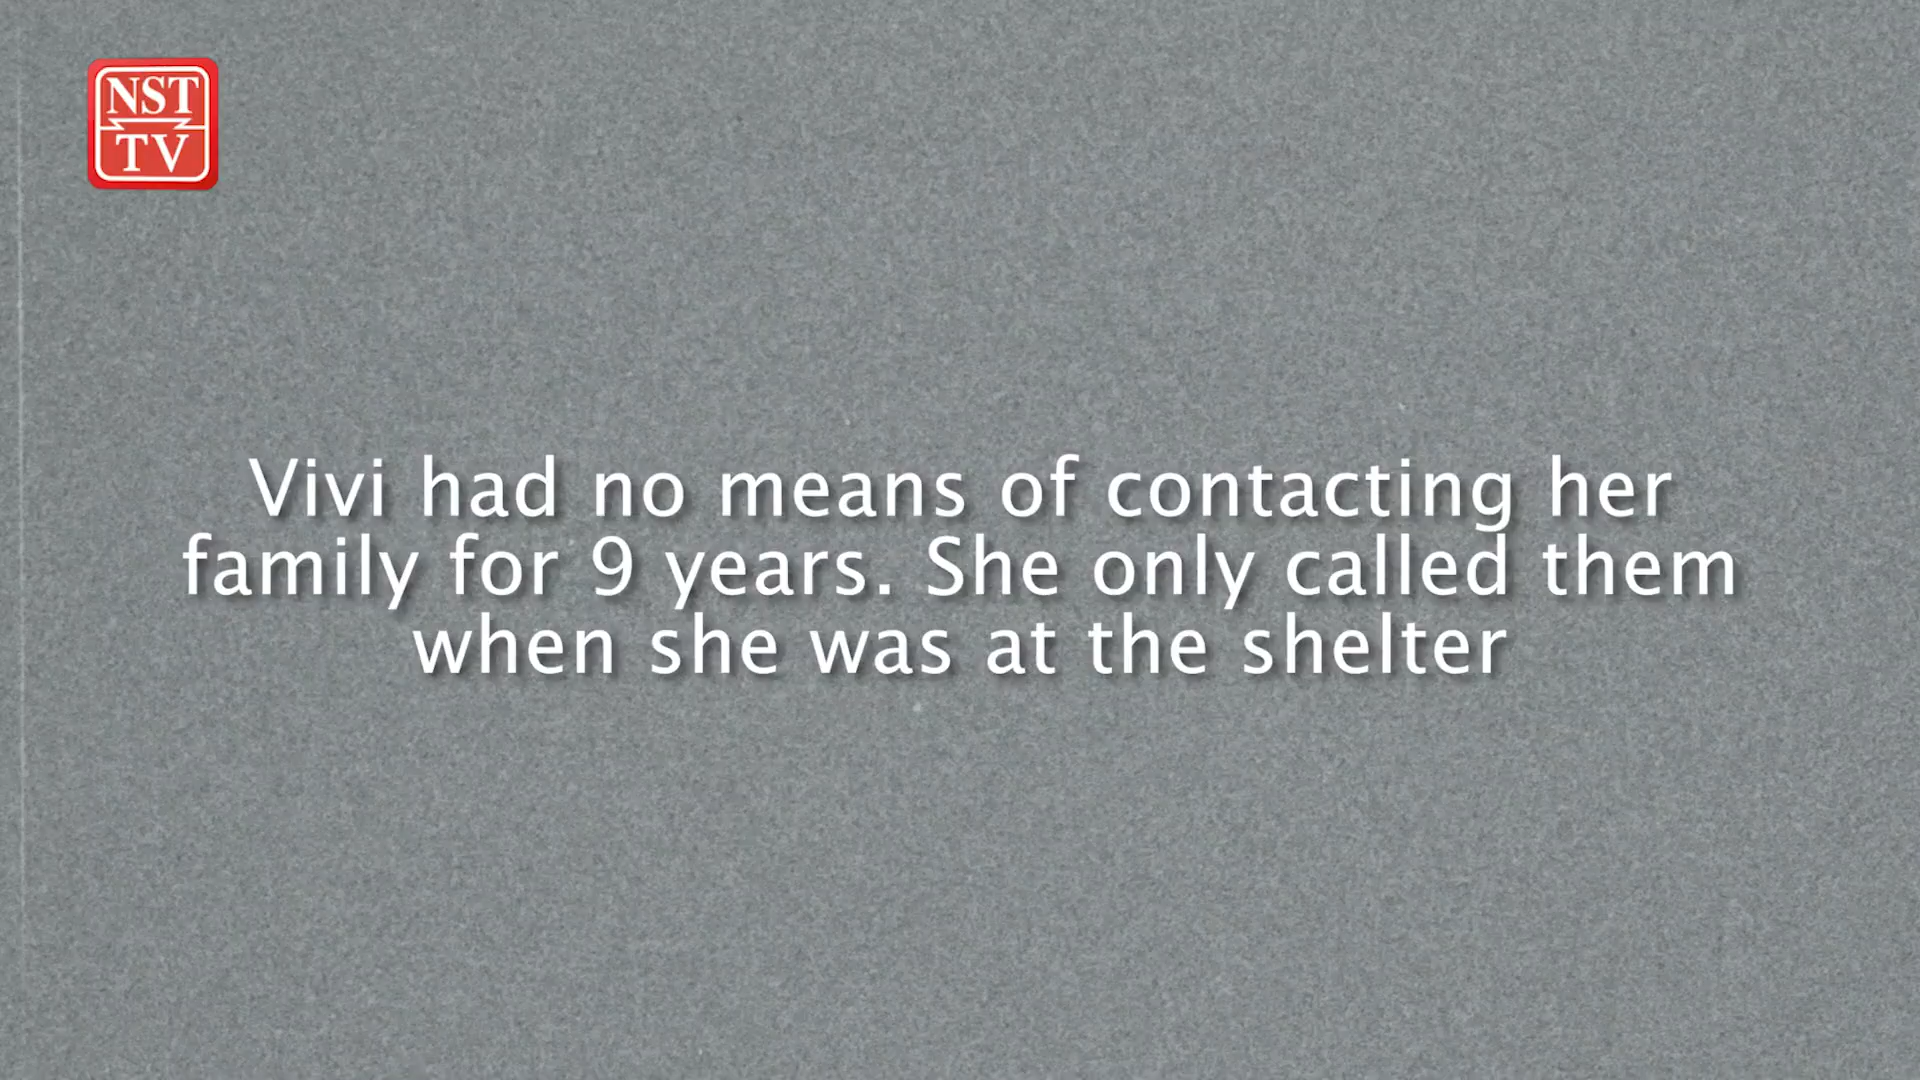 NST
TV
Vivi had no means of contacting her
family for 9 years. She only called them
when she was at the shelter